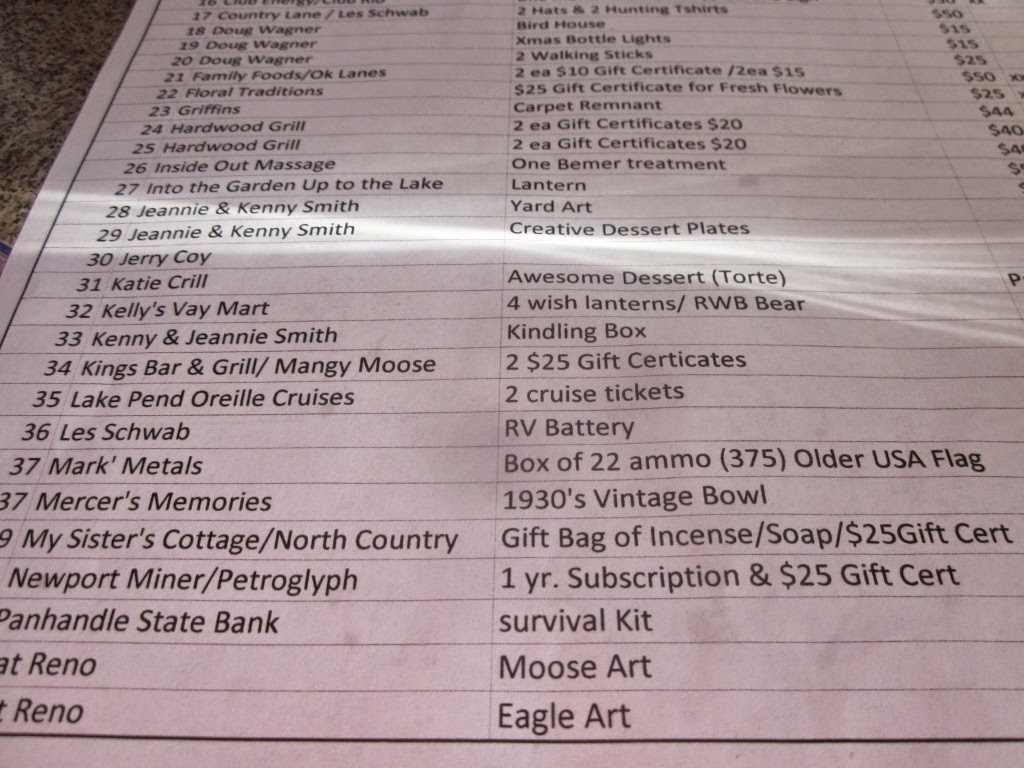 17 Country Lane / Les Schwab 2 Hats & 2 Hunting Tshirts $50
18 Doug Wagner Bird House $15
19 Doug Wagner Xmas Bottle Lights $15
20 Doug Wagner 2 Walking Sticks $25
21 Family Foods/Ok Lanes 2 ea $10 Gift Certificate /2ea $15 $50
22 Floral Traditions $25 Gift Certificate for Fresh Flowers $25
23 Griffins Carpet Remnant $44
24 Hardwood Grill 2 ea Gift Certificates $20 $40
25 Hardwood Grill 2 ea Gift Certificates $20
26 Inside Out Massage One Bemer treatment
27 Into the Garden Up to the Lake Lantern
28 Jeannie & Kenny Smith Yard Art
29 Jeannie & Kenny Smith Creative Dessert Plates
30 Jerry Coy
31 Katie Crill Awesome Dessert (Torte)
32 Kelly's Vay Mart 4 wish lanterns/ RWB Bear
33 Kenny & Jeannie Smith Kindling Box
34 Kings Bar & Grill/ Mangy Moose 2 $25 Gift Certicates
35 Lake Pend Oreille Cruises 2 cruise tickets
36 Les Schwab RV Battery
37 Mark' Metals Box of 22 ammo (375) Older USA Flag
37 Mercer's Memories 1930's Vintage Bowl
9 My Sister's Cottage/North Country Gift Bag of Incense/Soap/$25Gift Cert
Newport Miner/Petroglyph 1 yr. Subscription & $25 Gift Cert
Panhandle State Bank survival Kit
at Reno Moose Art
t Reno Eagle Art